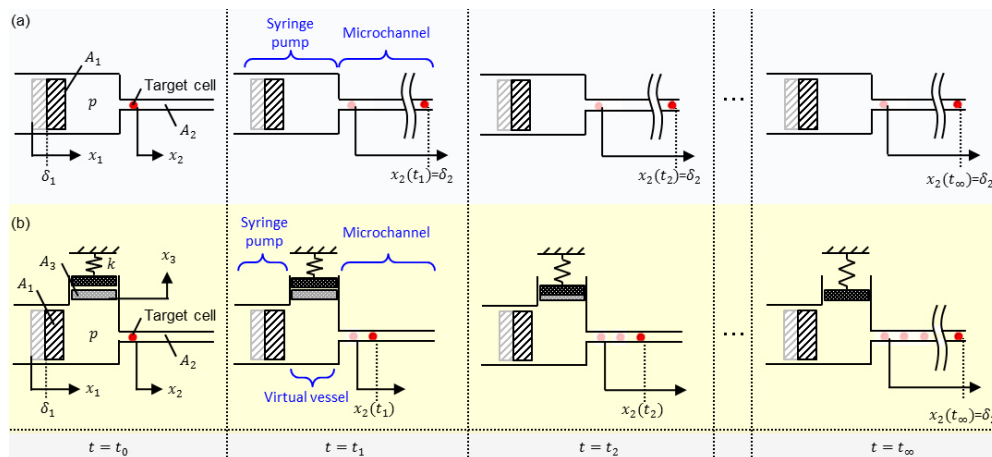 (a)
Syringe pump
Microchannel
A₁
p
Target cell
A₂
x₁
x₂
δ₁
x₂(t₁)=δ₂
x₂(t₂)=δ₂
...
x₂(t∞)=δ₂
(b)
Syringe pump
Microchannel
A₃
k
x₃
A₁
p
Target cell
A₂
x₁
x₂
δ₁
Virtual vessel
x₂(t₁)
x₂(t₂)
...
x₂(t∞)=δ₂
t = t₀
t = t₁
t = t₂
t = t∞